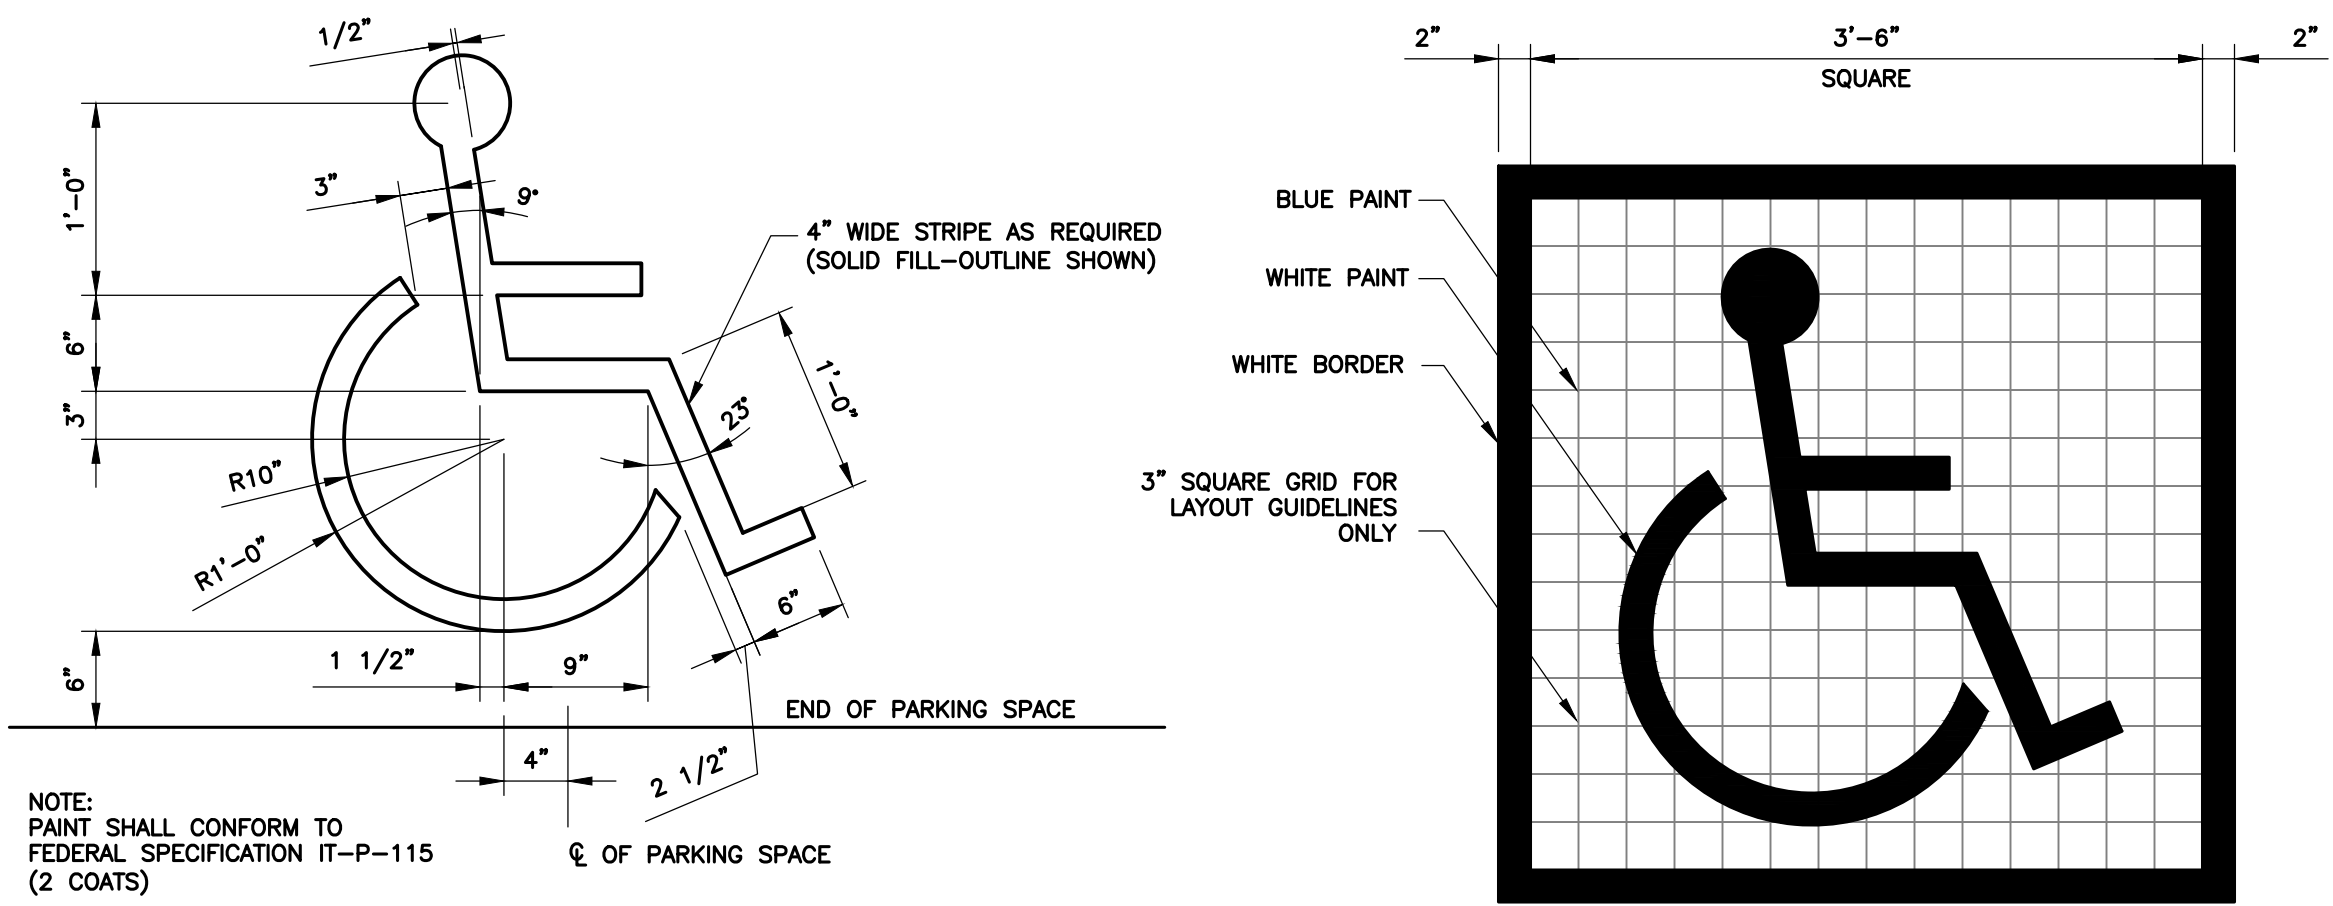 1/2”
1'-0”
3”
9°
4” WIDE STRIPE AS REQUIRED
(SOLID FILL-OUTLINE SHOWN)
6”
1'-0”
3”
23°
R10”
R1'-0”
6”
6”
1 1/2”
9”
END OF PARKING SPACE
4”
2 1/2”
NOTE:
PAINT SHALL CONFORM TO
FEDERAL SPECIFICATION IT-P-115
(2 COATS)
℄ OF PARKING SPACE
2”
3'-6”
2”
SQUARE
BLUE PAINT
WHITE PAINT
WHITE BORDER
3” SQUARE GRID FOR
LAYOUT GUIDELINES
ONLY